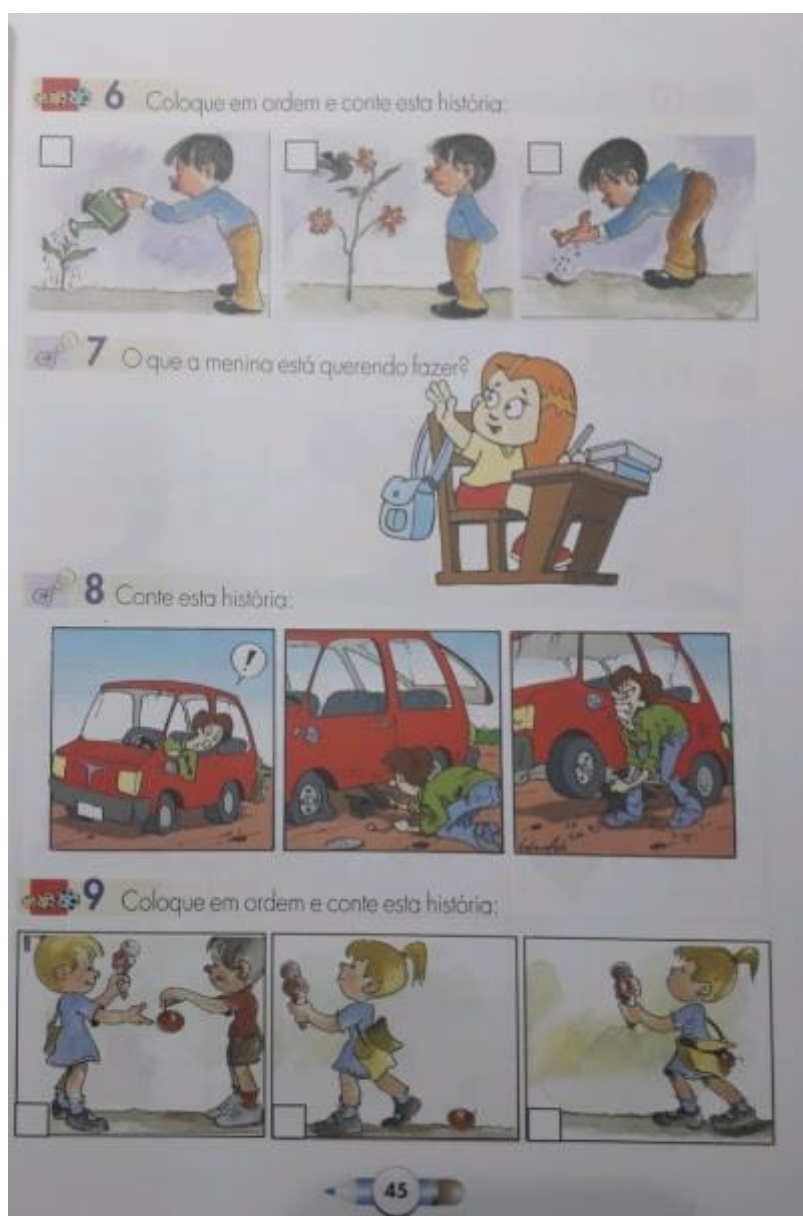 6 Coloque em ordem e conte esta história:
7 O que a menina está querendo fazer?
8 Conte esta história:
!
9 Coloque em ordem e conte esta história:
45